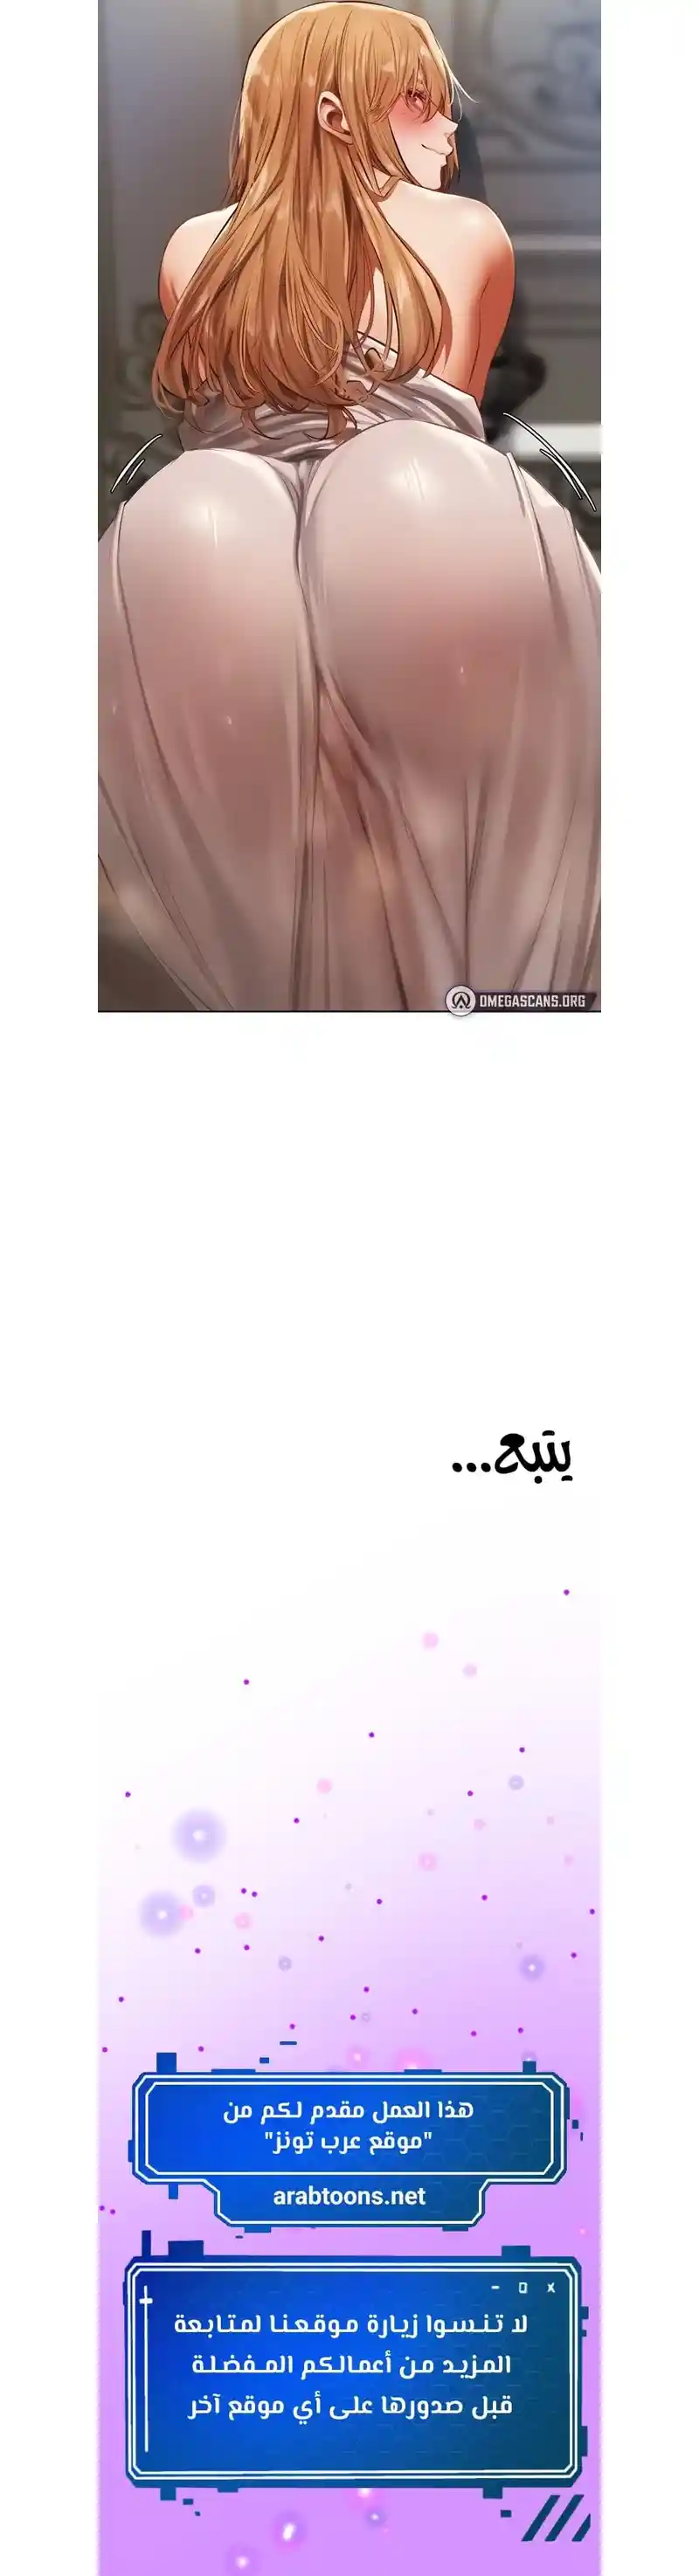 OMEGASCANS.ORG
يتبع...
هذا العمل مقدم لكم من
"موقع عرب تونز"
arabtoons.net
لا تنسوا زيارة موقعنا لمتابعة
المزيد من أعمالكم المفضلة
قبل صدورها على أي موقع آخر